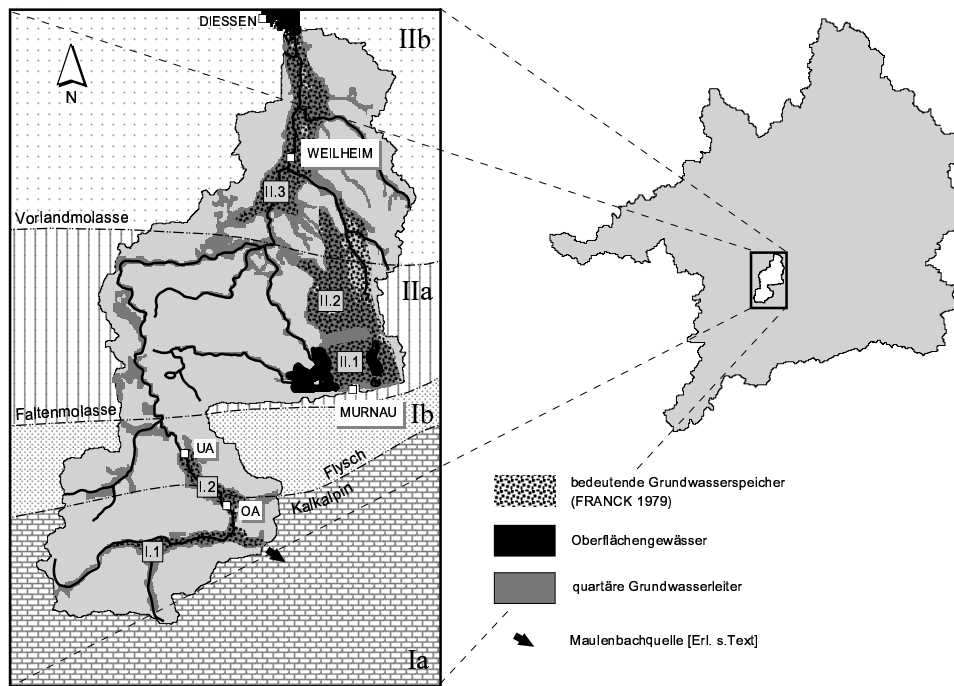 DIESSEN
IIb
N
WEILHEIM
II.3
Vorlandmolasse
IIa
II.2
II.1
MURNAU
Faltenmolasse
Ib
UA
Flysch
I.2
Kalkalpin
OA
I.1
Ia
bedeutende Grundwasserspeicher
(FRANCK 1979)
Oberflächengewässer
quartäre Grundwasserleiter
Maulenbachquelle [Erl. s.Text]